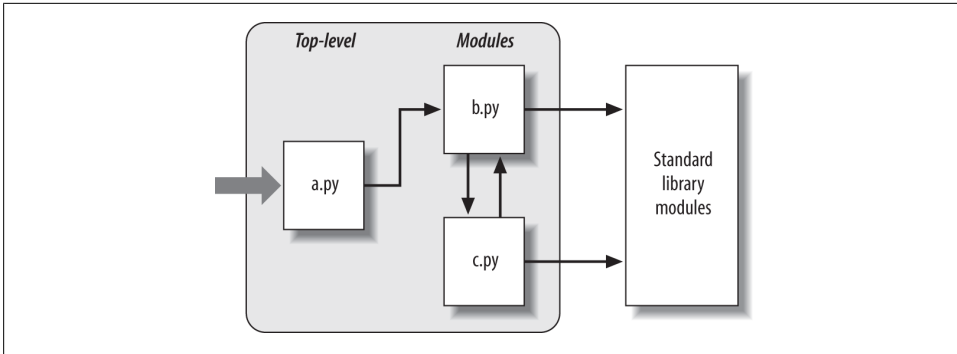 Top-level
Modules
b.py
a.py
c.py
Standard
library
modules